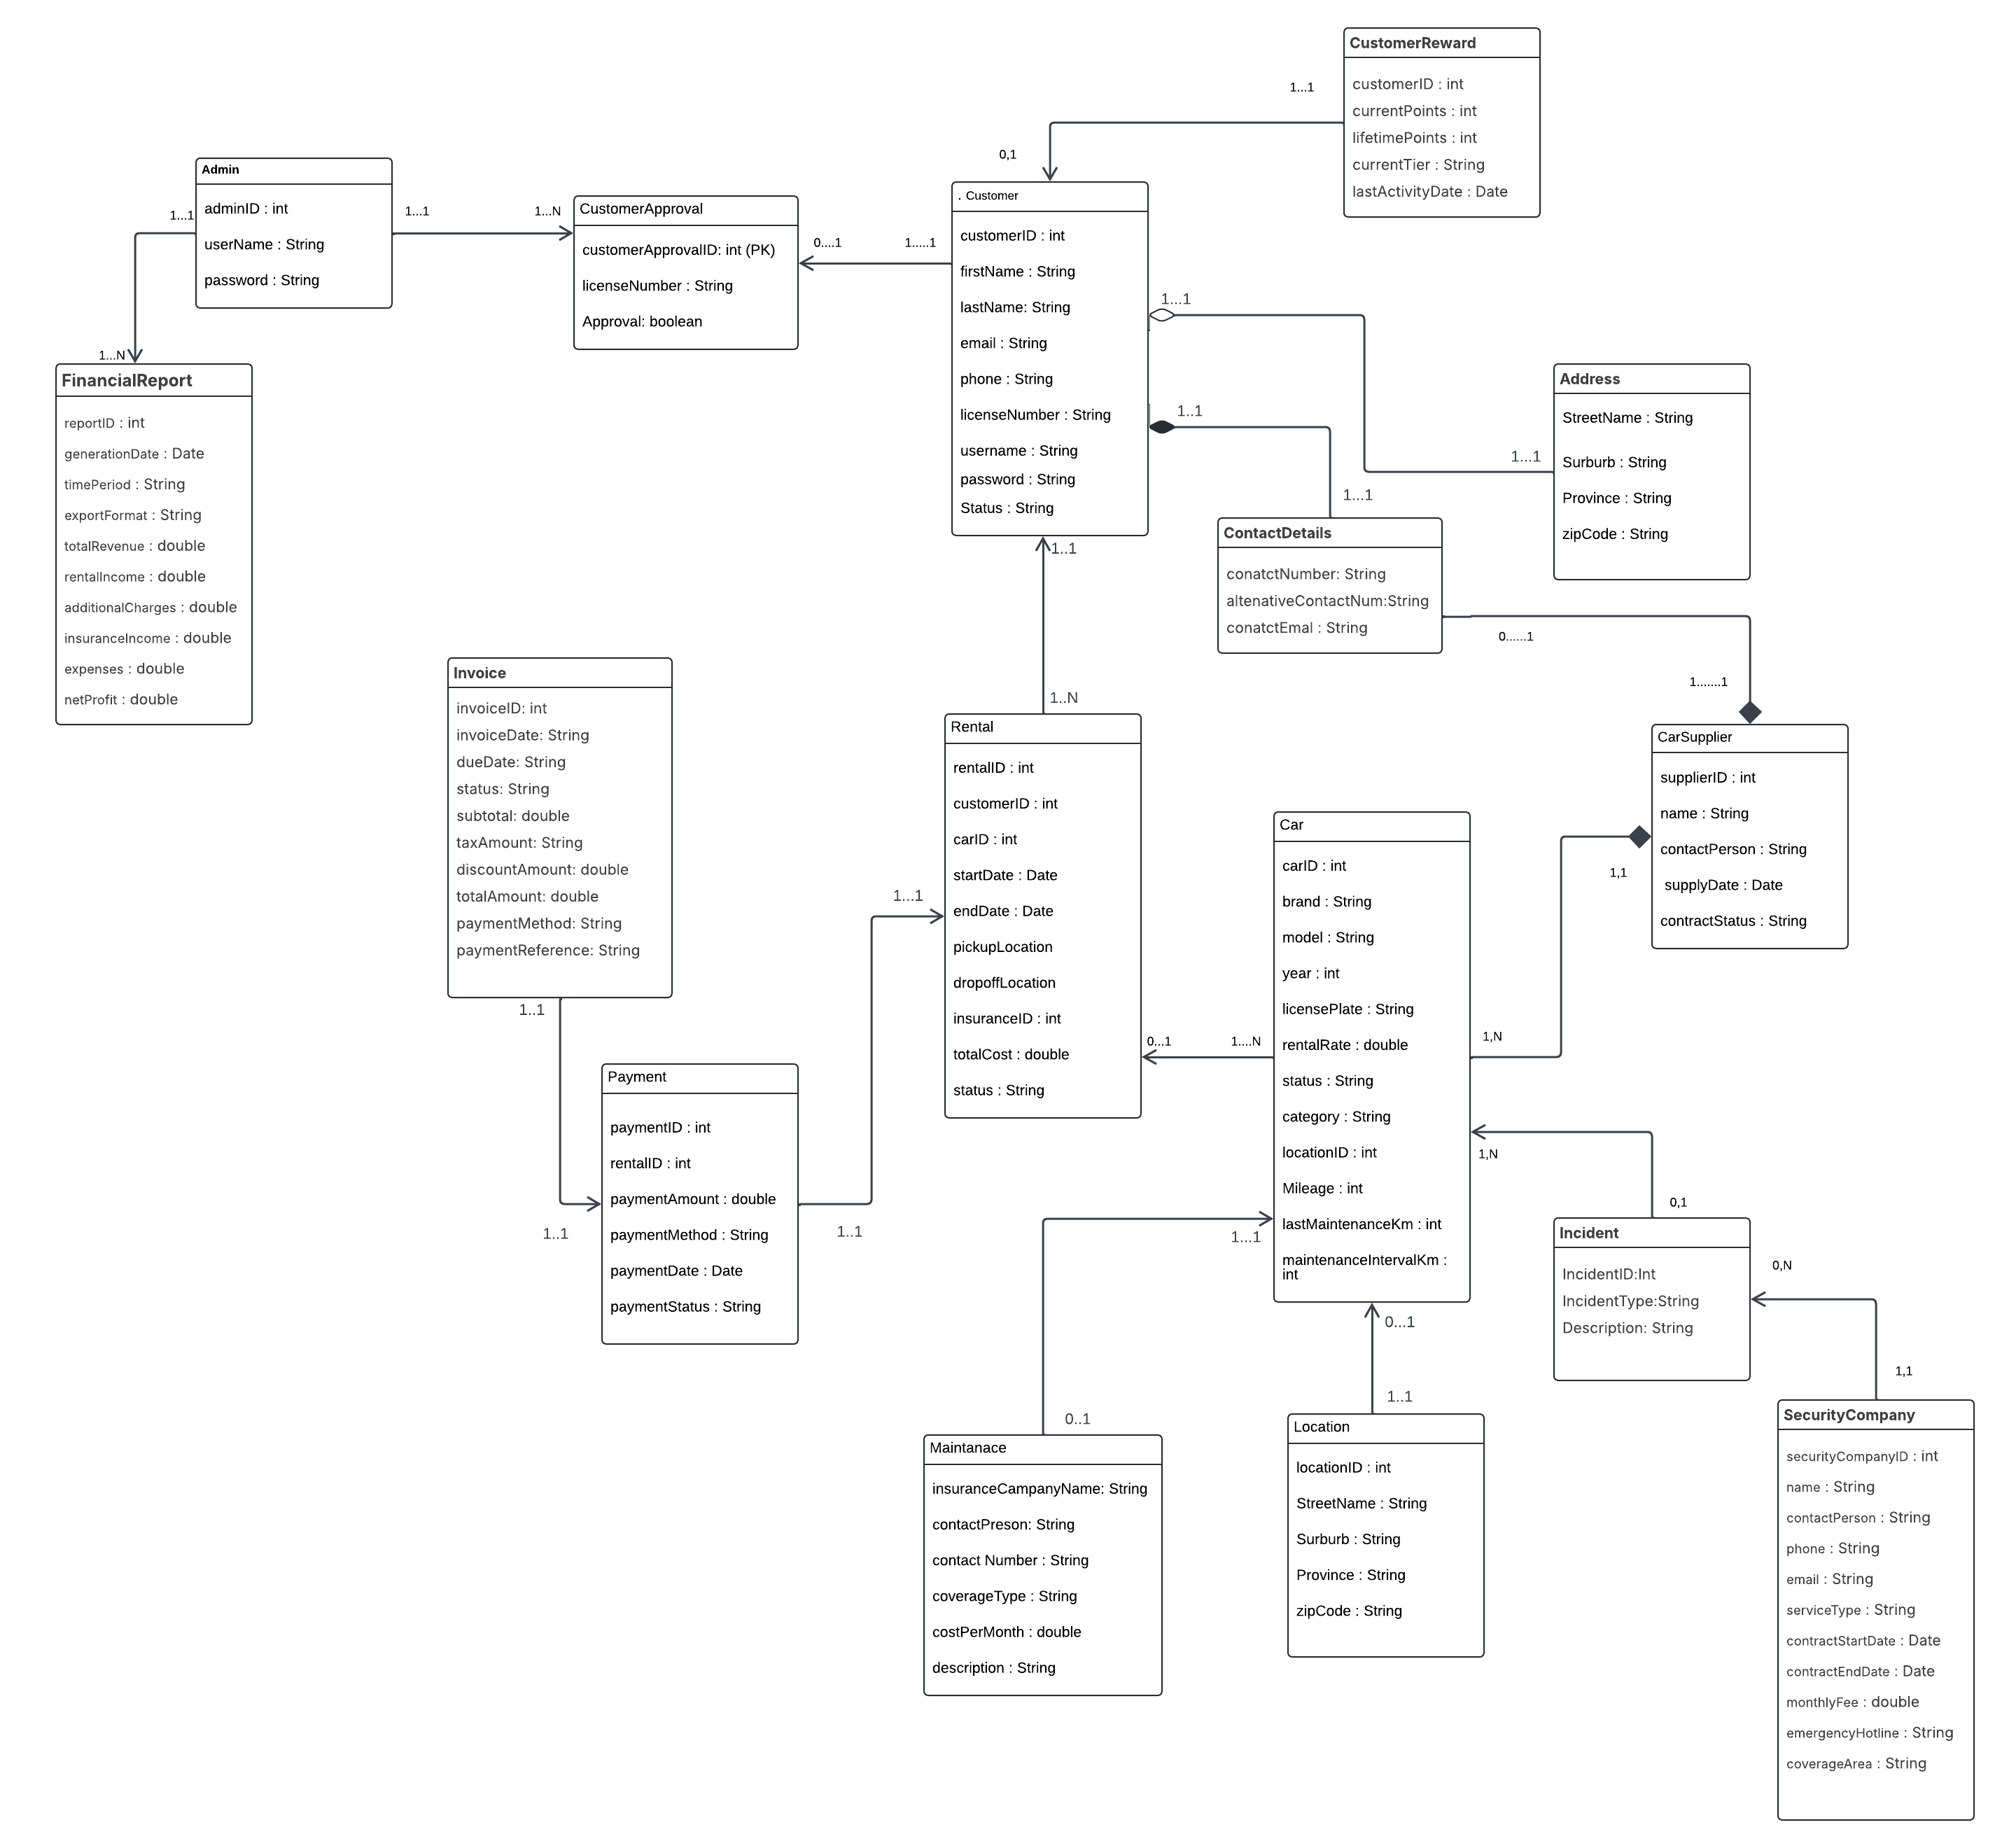 CustomerReward
customerID : int
currentPoints : int
lifetimePoints : int
currentTier : String
lastActivityDate : Date
1...1
0,1
Admin
adminID : int
userName : String
password : String
1...1
1...N
1...1
1...N
CustomerApproval
customerApprovalID: int (PK)
licenseNumber : String
Approval: boolean
0....1
1.....1
. Customer
customerID : int
firstName : String
lastName: String
email : String
phone : String
licenseNumber : String
username : String
password : String
Status : String
1...1
1...1
1..1
1...1
Address
StreetName : String
Surburb : String
Province : String
zipCode : String
FinancialReport
reportID : int
generationDate : Date
timePeriod : String
exportFormat : String
totalRevenue : double
rentalIncome : double
additionalCharges : double
insuranceIncome : double
expenses : double
netProfit : double
ContactDetails
conatctNumber: String
altenativeContactNum:String
conatctEmal : String
0......1
1.......1
1..1
1..N
Invoice
invoiceID: int
invoiceDate: String
dueDate: String
status: String
subtotal: double
taxAmount: String
discountAmount: double
totalAmount: double
paymentMethod: String
paymentReference: String
1..1
1..1
Rental
rentalID : int
customerID : int
carID : int
startDate : Date
endDate : Date
pickupLocation
dropoffLocation
insuranceID : int
totalCost : double
status : String
1...1
1..1
CarSupplier
supplierID : int
name : String
contactPerson : String
supplyDate : Date
contractStatus : String
1,1
1,N
Car
carID : int
brand : String
model : String
year : int
licensePlate : String
rentalRate : double
status : String
category : String
locationID : int
Mileage : int
lastMaintenanceKm : int
maintenanceIntervalKm :
int
0...1
1....N
Payment
paymentID : int
rentalID : int
paymentAmount : double
paymentMethod : String
paymentDate : Date
paymentStatus : String
1,N
0,1
Incident
IncidentID:Int
IncidentType:String
Description: String
0,N
1,1
1...1
0..1
0...1
1..1
Maintanace
insuranceCampanyName: String
contactPreson: String
contact Number : String
coverageType : String
costPerMonth : double
description : String
Location
locationID : int
StreetName : String
Surburb : String
Province : String
zipCode : String
SecurityCompany
securityCompanyID : int
name : String
contactPerson : String
phone : String
email : String
serviceType : String
contractStartDate : Date
contractEndDate : Date
monthlyFee : double
emergencyHotline : String
coverageArea : String